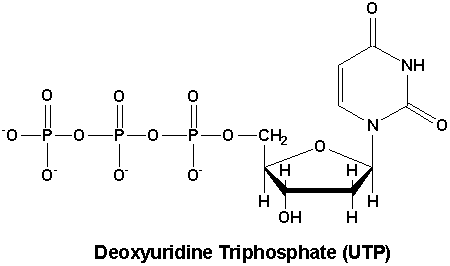 O
NH
O O O
-O P O P O P O CH2 N O
O- O- O- O
H H H H
OH H
Deoxyuridine Triphosphate (UTP)